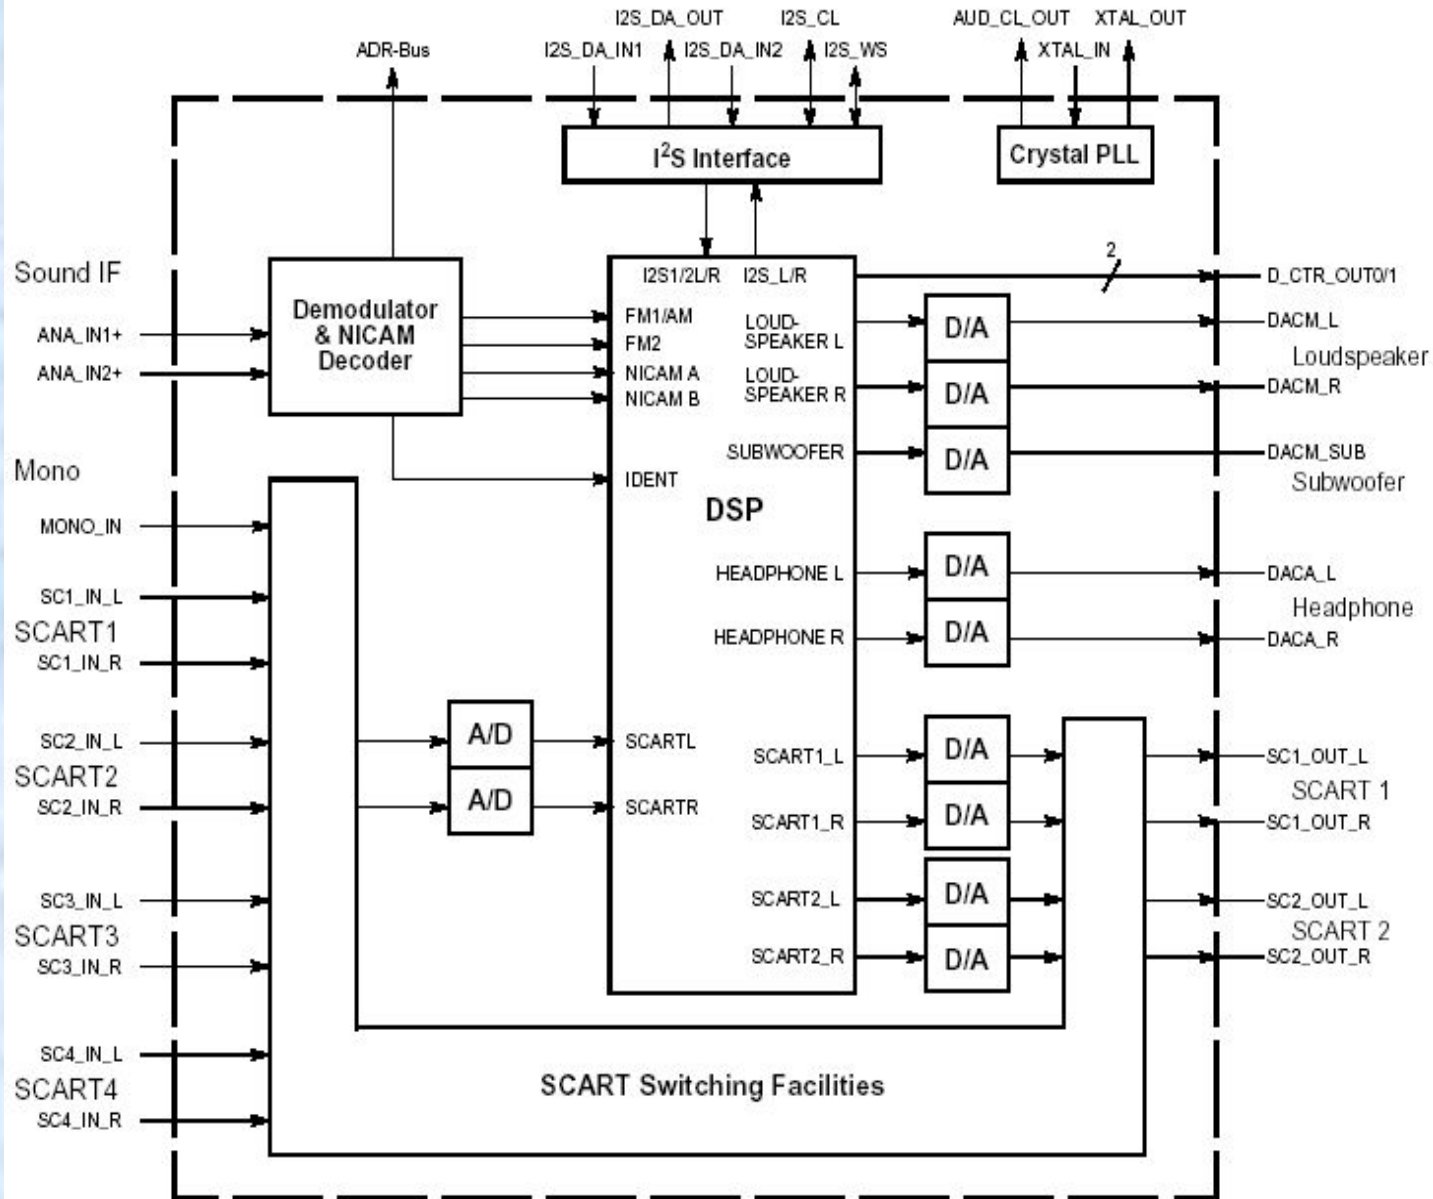 I2S_DA_OUT I2S_CL AUD_CL_OUT XTAL_OUT
ADR-Bus I2S_DA_IN1 I2S_DA_IN2 I2S_WS XTAL_IN
I2S Interface
Crystal PLL
Sound IF
ANA_IN1+
ANA_IN2+
Demodulator
& NICAM
Decoder
I2S1/2L/R I2S_L/R
FM1/AM
FM2
NICAM A
NICAM B
IDENT
LOUD-
SPEAKER L
LOUD-
SPEAKER R
SUBWOOFER
DSP
HEADPHONE L
HEADPHONE R
SCARTL
SCARTR
SCART1_L
SCART1_R
SCART2_L
SCART2_R
2
D_CTR_OUT0/1
D/A
DACM_L
Loudspeaker
D/A
DACM_R
D/A
DACM_SUB
Subwoofer
D/A
DACA_L
Headphone
D/A
DACA_R
Mono
MONO_IN
SC1_IN_L
SCART1
SC1_IN_R
SC2_IN_L
SCART2
SC2_IN_R
A/D
A/D
D/A
SC1_OUT_L
SCART 1
D/A
SC1_OUT_R
D/A
SC2_OUT_L
SCART 2
D/A
SC2_OUT_R
SC3_IN_L
SCART3
SC3_IN_R
SC4_IN_L
SCART4
SC4_IN_R
SCART Switching Facilities